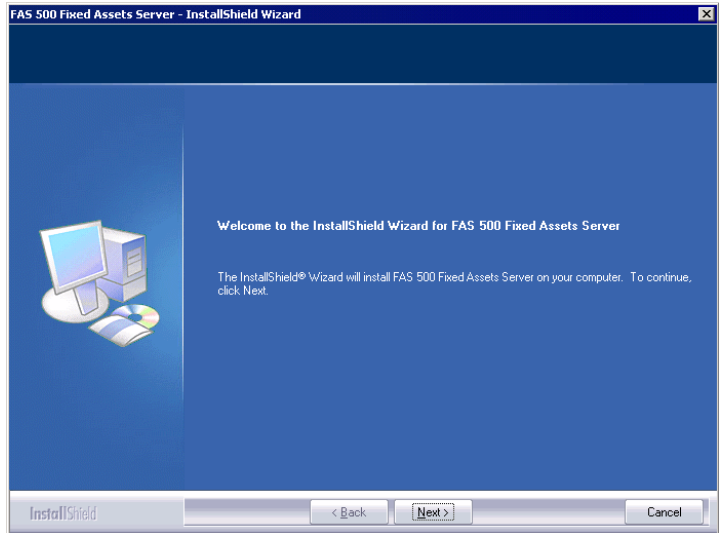 FAS 500 Fixed Assets Server - InstallShield Wizard
Welcome to the InstallShield Wizard for FAS 500 Fixed Assets Server
The InstallShield® Wizard will install FAS 500 Fixed Assets Server on your computer. To continue,
click Next.
InstallShield
< Back
Next >
Cancel